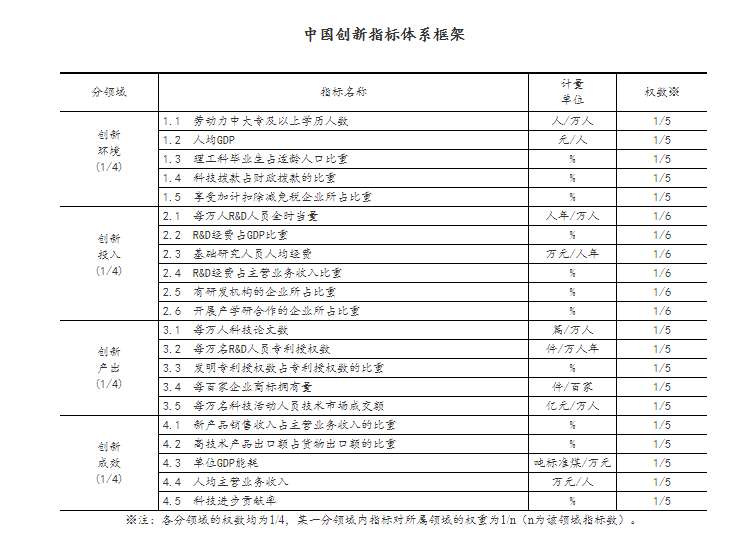 中国创新指标体系框架
分领域 指标名称 计量单位 权数※
创新环境(1/4)
1.1 劳动力中大专及以上学历人数 人/万人 1/5
1.2 人均GDP 元/人 1/5
1.3 理工科毕业生占适龄人口比重 % 1/5
1.4 科技拨款占财政拨款的比重 % 1/5
1.5 享受加计扣除减免税企业所占比重 % 1/5
创新投入(1/4)
2.1 每万人R&D人员全时当量 人年/万人 1/6
2.2 R&D经费占GDP比重 % 1/6
2.3 基础研究人员人均经费 万元/人年 1/6
2.4 R&D经费占主营业务收入比重 % 1/6
2.5 有研发机构的企业所占比重 % 1/6
2.6 开展产学研合作的企业所占比重 % 1/6
创新产出(1/4)
3.1 每万人科技论文数 篇/万人 1/5
3.2 每万名R&D人员专利授权数 件/万人年 1/5
3.3 发明专利授权数占专利授权数的比重 % 1/5
3.4 每百家企业商标拥有量 件/百家 1/5
3.5 每万名科技活动人员技术市场成交额 亿元/万人 1/5
创新成效(1/4)
4.1 新产品销售收入占主营业务收入的比重 % 1/5
4.2 高技术产品出口额占货物出口额的比重 % 1/5
4.3 单位GDP能耗 吨标准煤/万元 1/5
4.4 人均主营业务收入 万元/人 1/5
4.5 科技进步贡献率 % 1/5
※注：各分领域的权数均为1/4，某一分领域内指标对所属领域的权重为1/n（n为该领域指标数）。